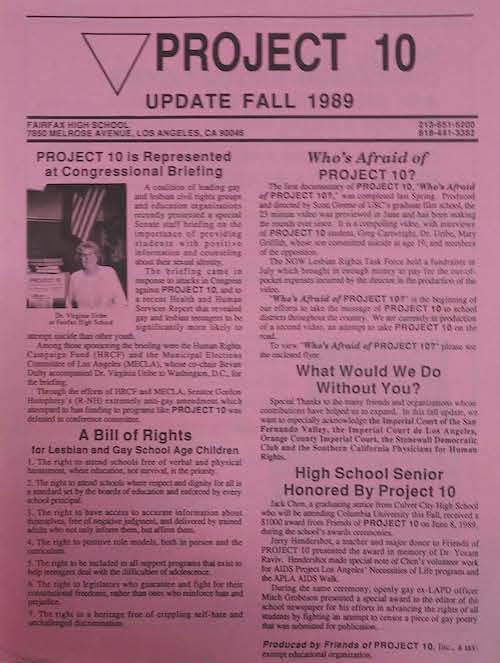 PROJECT 10
UPDATE FALL 1989
FAIRFAX HIGH SCHOOL
7850 MELROSE AVENUE, LOS ANGELES, CA 90046
213-651-5200
818-441-3382
PROJECT 10 is Represented
at Congressional Briefing
A coalition of leading gay
and lesbian civil rights groups
and education organizations
recently presented a special
Senate staff briefing on the
importance of providing
students with positive
information and counseling
about their sexual identity.
The briefing came in
response to attacks in Congress
against PROJECT 10, and to
a recent Health and Human
Services Report that revealed
gay and lesbian teenagers to be
significantly more likely to
attempt suicide than other youth.
Dr. Virginia Uribe
at Fairfax High School
Among those sponsoring the briefing were the Human Rights
Campaign Fund (HRCF) and the Municipal Elections
Committee of Los Angeles (MECLA), whose co-chair Bevan
Dufty accompanied Dr. Virginia Uribe to Washington, D.C., for
the briefing.
Through the efforts of HRCF and MECLA, Senator Gordon
Humphrey's (R-NH) extremely anti-gay amendment which
attempted to ban funding to programs like PROJECT 10 was
defeated in conference committee.
A Bill of Rights
for Lesbian and Gay School Age Children
1. The right to attend schools free of verbal and physical
harassment, where education, not survival, is the priority.
2. The right to attend schools where respect and dignity for all is
a standard set by the boards of education and enforced by every
school principal.
3. The right to have access to accurate information about
themselves, free of negative judgment, and delivered by trained
adults who not only inform them, but affirm them.
4. The right to positive role models, both in person and in the
curriculum.
5. The right to be included in all support programs that exist to
help teenagers deal with the difficulties of adolescence.
6. The right to legislators who guarantee and fight for their
constitutional freedoms, rather than ones who reinforce hate and
prejudice.
7. The right to a heritage free of crippling self-hate and
unchallenged discrimination.
Who's Afraid of
PROJECT 10?
The first documentary of PROJECT 10, "Who's Afraid
of PROJECT 10?," was completed last Spring. Produced
and directed by Scott Greene of USC's graduate film school, the
23 minute video was previewed in June and has been making
the rounds ever since. It is a compelling video, with interviews
of PROJECT 10 student, Greg Cartwright, Dr. Uribe, Maty
Griffith, whose son committed suicide at age 19, and members
of the opposition.
The NOW Lesbian Rights Task Force held a fundraiser in
July which brought in enough money to pay for the out-of-
pocket expenses incurred by the director in the production of the
video.
"Who's Afraid of PROJECT 10?" is the beginning of
our efforts to take the message of PROJECT 10 to school
districts throughout the country. We are currently in production
of a second video, an attempt to take PROJECT 10 on the
road.
To view "Who's Afraid of PROJECT 10?" please see
the enclosed flyer.
What Would We Do
Without You?
Special Thanks to the many friends and organizations whose
contributions have helped us to expand. In this fall update, we
want to especially acknowledge the Imperial Court of the San
Fernando Valley, the Imperial Court de Los Angeles,
Orange County Imperial Court, the Stonewall Democratic
Club and the Southern California Physicians for Human
Rights.
High School Senior
Honored By Project 10
Jack Chen, a graduating senior from Culver City High School
who will be attending Columbia University this Fall, received a
$1000 award from Friends of PROJECT 10 on June 8, 1989,
during the school's awards ceremonies.
Jerry Hendershot, a teacher and major donor to Friends of
PROJECT 10 presented the award in memory of Dr. Yoram
Raviv. Hendershot made special note of Chen's volunteer work
for AIDS Project Los Angeles' Necessities of Life program and
the APLA AIDS Walk.
During the same ceremony, openly gay ex-LAPD officer
Mitch Grobeson presented a special award to the editor of the
school newspaper for his efforts in advancing the rights of all
students by fighting an attempt to censor a piece of gay poetry
that was submitted for publication.
Produced by Friends of PROJECT 10, Inc., a tax
exempt educational organization.